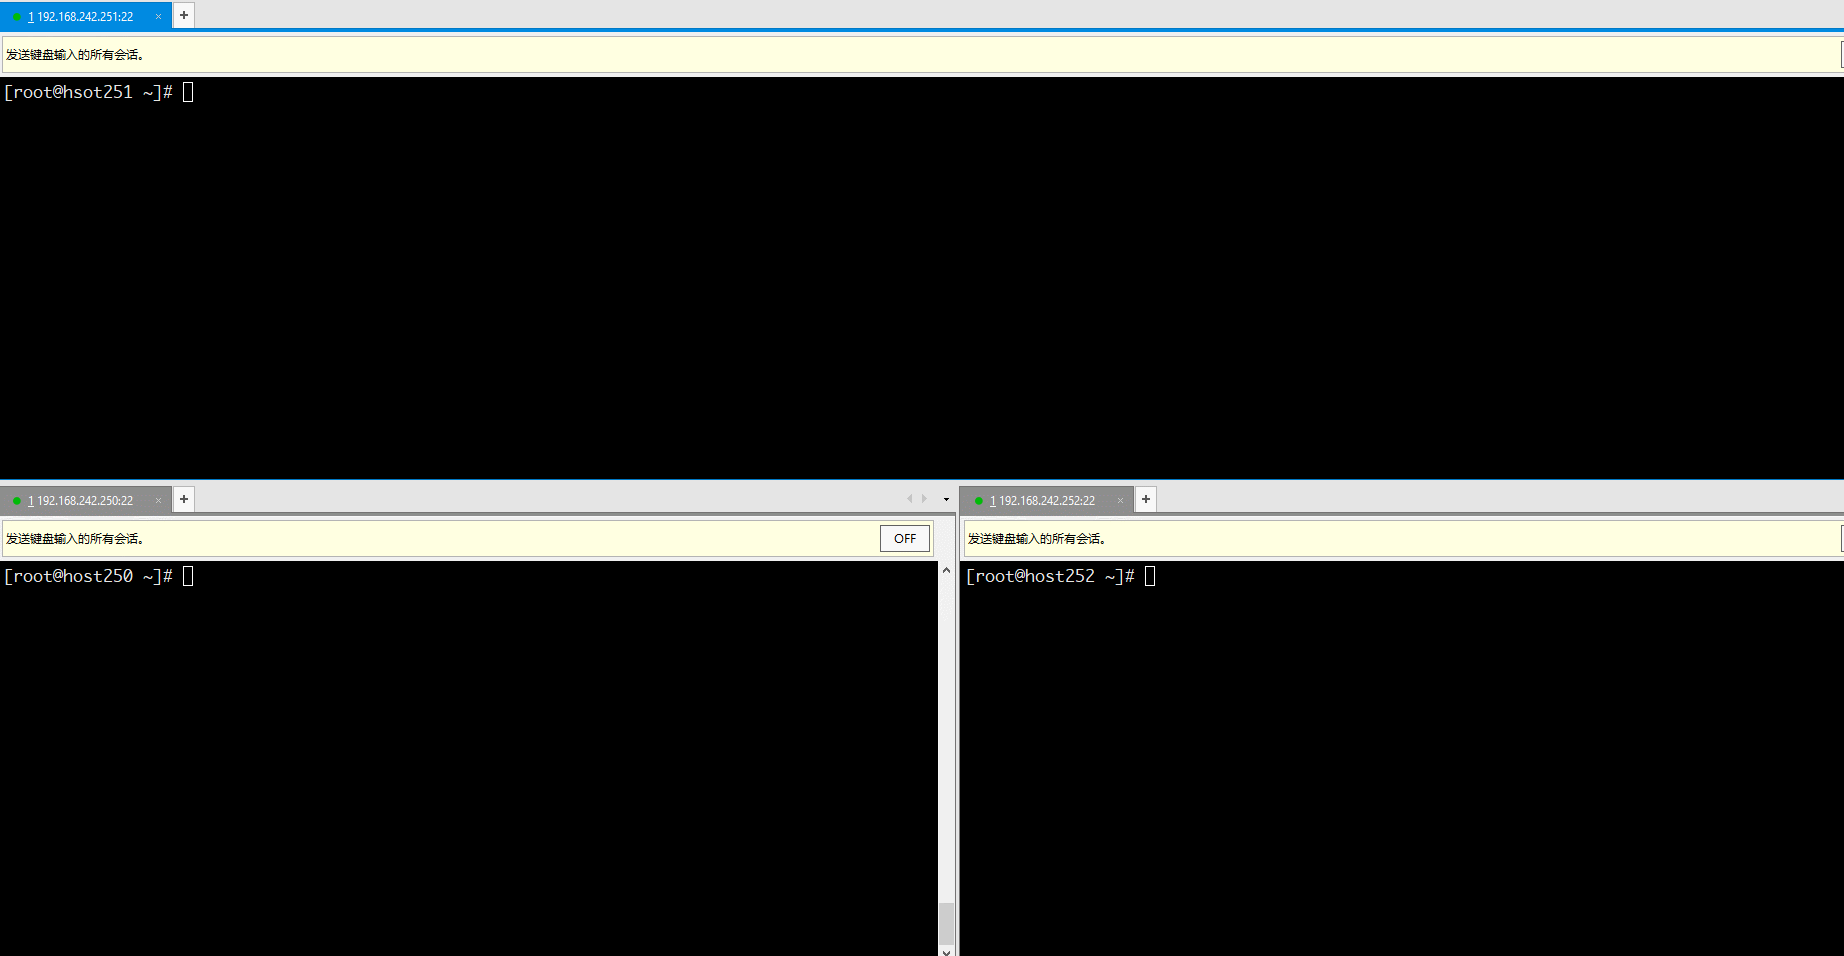 1 192.168.242.251:22 × +
发送键盘输入的所有会话。
[root@hsot251 ~]#
1 192.168.242.250:22 × +
发送键盘输入的所有会话。 OFF
[root@host250 ~]#
1 192.168.242.252:22 × +
发送键盘输入的所有会话。
[root@host252 ~]#